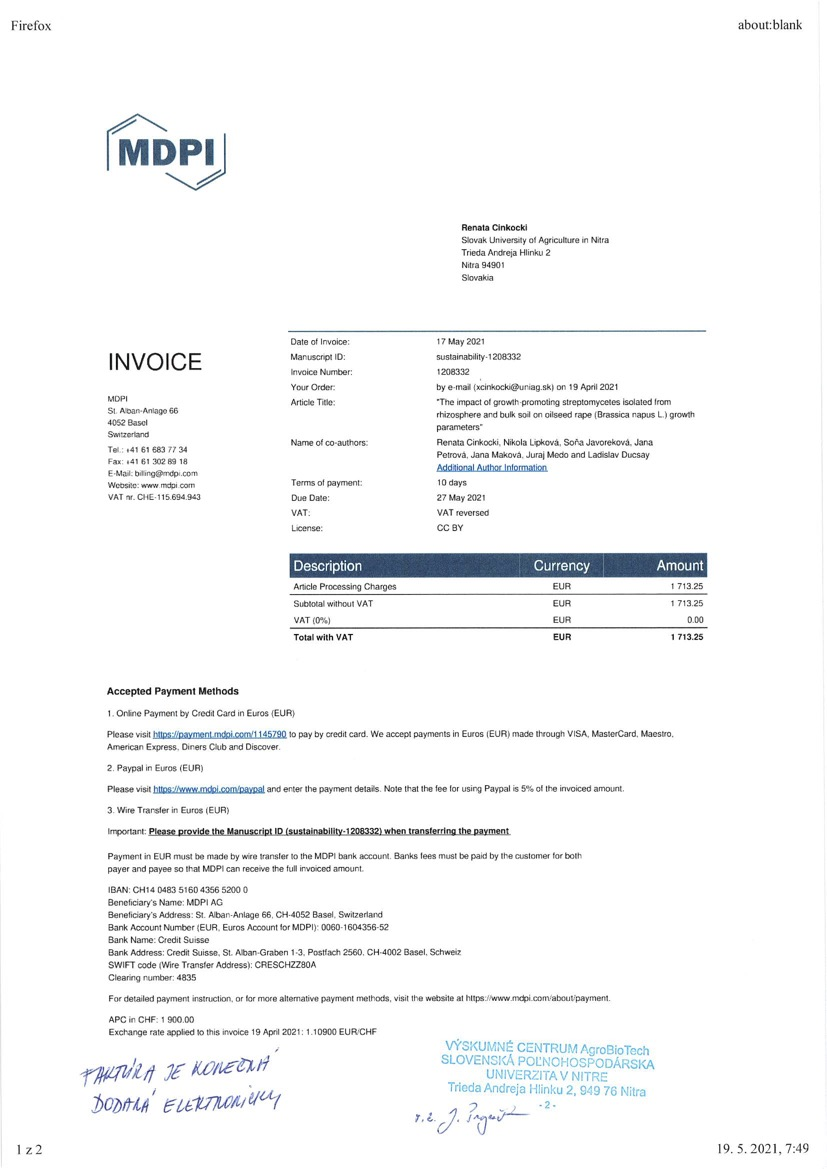 Firefox
about:blank
MDPI
Renata Cinkocki
Slovak University of Agriculture in Nitra
Trieda Andreja Hlinku 2
Nitra 94901
Slovakia
INVOICE
MDPI
St. Alban-Anlage 66
4052 Basel
Switzerland
Tel.: +41 61 683 77 34
Fax: +41 61 302 89 18
E-Mail: billing@mdpi.com
Website: www.mdpi.com
VAT nr. CHE-115.694.943
Date of Invoice: 17 May 2021
Manuscript ID: sustainability-1208332
Invoice Number: 1208332
Your Order: by e-mail (xcinkocki@uniag.sk) on 19 April 2021
Article Title: "The impact of growth-promoting streptomycetes isolated from
rhizosphere and bulk soil on oilseed rape (Brassica napus L.) growth
parameters"
Name of co-authors: Renata Cinkocki, Nikola Lipková, Soňa Javoreková, Jana
Petrová, Jana Maková, Juraj Medo and Ladislav Ducsay
Additional Author Information
Terms of payment: 10 days
Due Date: 27 May 2021
VAT: VAT reversed
License: CC BY
Description Currency Amount
Article Processing Charges EUR 1 713.25
Subtotal without VAT EUR 1 713.25
VAT (0%) EUR 0.00
Total with VAT EUR 1 713.25
Accepted Payment Methods
1. Online Payment by Credit Card in Euros (EUR)
Please visit https://payment.mdpi.com/1145790 to pay by credit card. We accept payments in Euros (EUR) made through VISA, MasterCard, Maestro,
American Express, Diners Club and Discover.
2. Paypal in Euros (EUR)
Please visit https://www.mdpi.com/paypal and enter the payment details. Note that the fee for using Paypal is 5% of the invoiced amount.
3. Wire Transfer in Euros (EUR)
Important: Please provide the Manuscript ID (sustainability-1208332) when transferring the payment
Payment in EUR must be made by wire transfer to the MDPI bank account. Banks fees must be paid by the customer for both
payer and payee so that MDPI can receive the full invoiced amount.
IBAN: CH14 0483 5160 4356 5200 0
Beneficiary's Name: MDPI AG
Beneficiary's Address: St. Alban-Anlage 66, CH-4052 Basel, Switzerland
Bank Account Number (EUR, Euros Account for MDPI): 0060-1604356-52
Bank Name: Credit Suisse
Bank Address: Credit Suisse, St. Alban-Graben 1-3, Postfach 2560. CH-4002 Basel, Schweiz
SWIFT code (Wire Transfer Address): CRESCHZZ80A
Clearing number: 4835
For detailed payment instruction, or for more alternative payment methods, visit the website at https://www.mdpi.com/about/payment.
APC in CHF: 1 900.00
Exchange rate applied to this invoice 19 April 2021: 1.10900 EUR/CHF
FAKTÚRA JE KONEČNÁ
DODANÁ ELEKTRONICKY
VÝSKUMNÉ CENTRUM AgroBioTech
SLOVENSKÁ POĽNOHOSPODÁRSKA
UNIVERZITA V NITRE
Trieda Andreja Hlinku 2, 949 76 Nitra
- 2 -
1 z 2
19. 5. 2021, 7:49